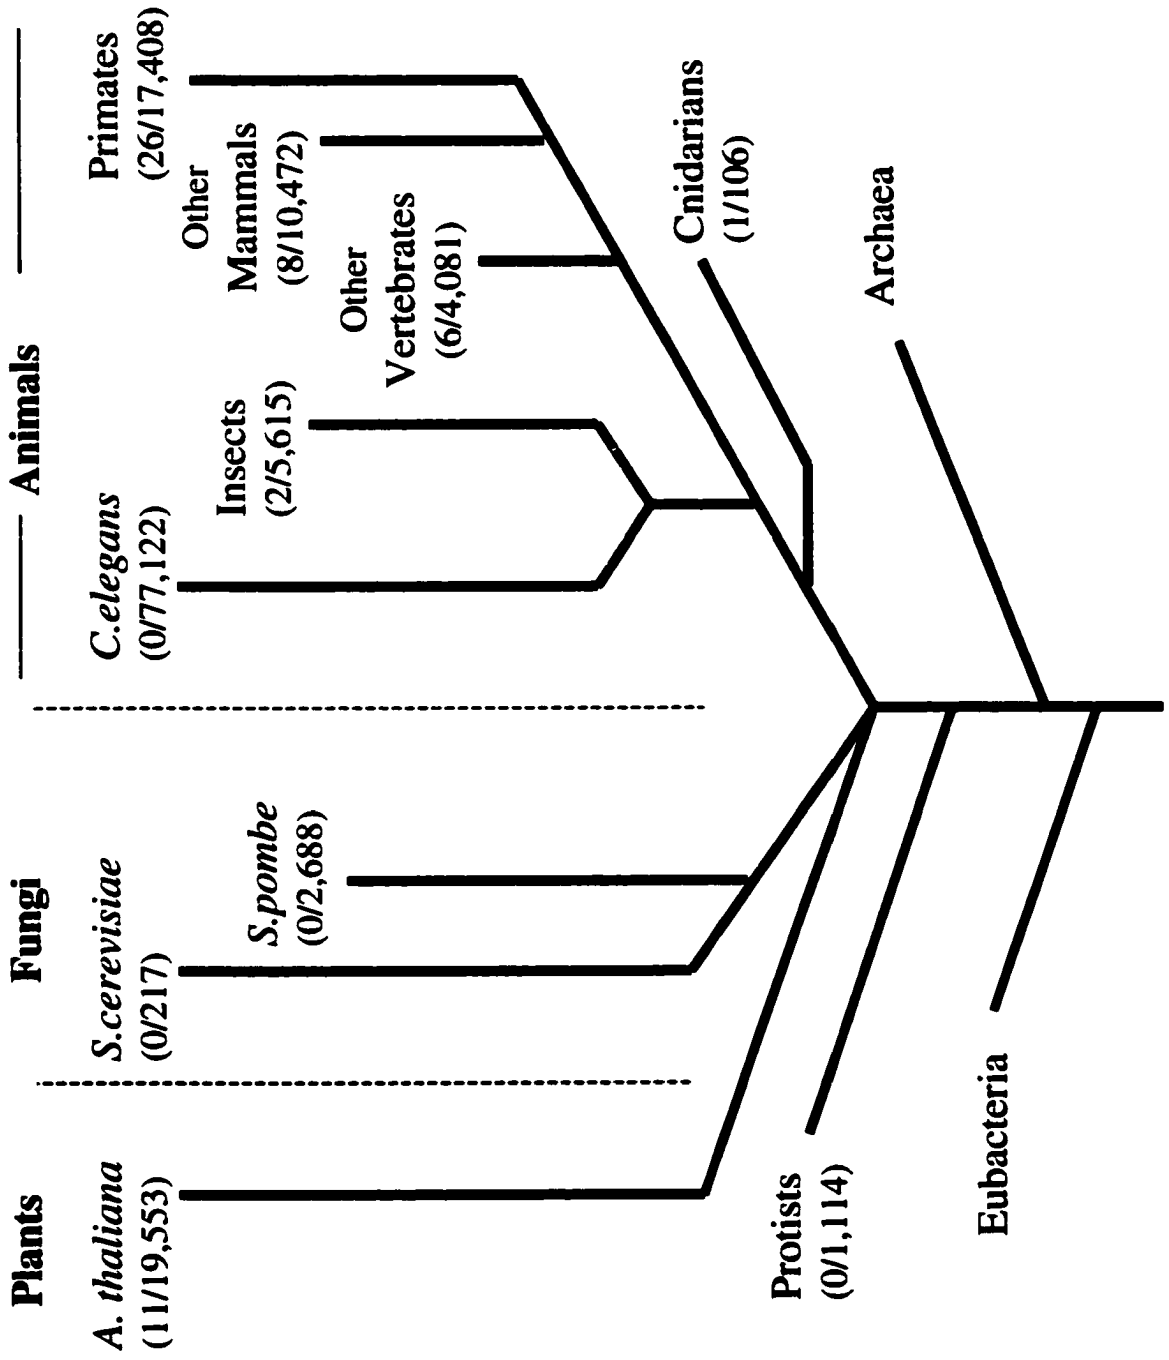 Plants
Fungi
Animals
A. thaliana
(11/19,553)
S.cerevisiae
(0/217)
S.pombe
(0/2,688)
C.elegans
(0/77,122)
Insects
(2/5,615)
Other
Vertebrates
(6/4,081)
Other
Mammals
(8/10,472)
Primates
(26/17,408)
Cnidarians
(1/106)
Archaea
Protists
(0/1,114)
Eubacteria